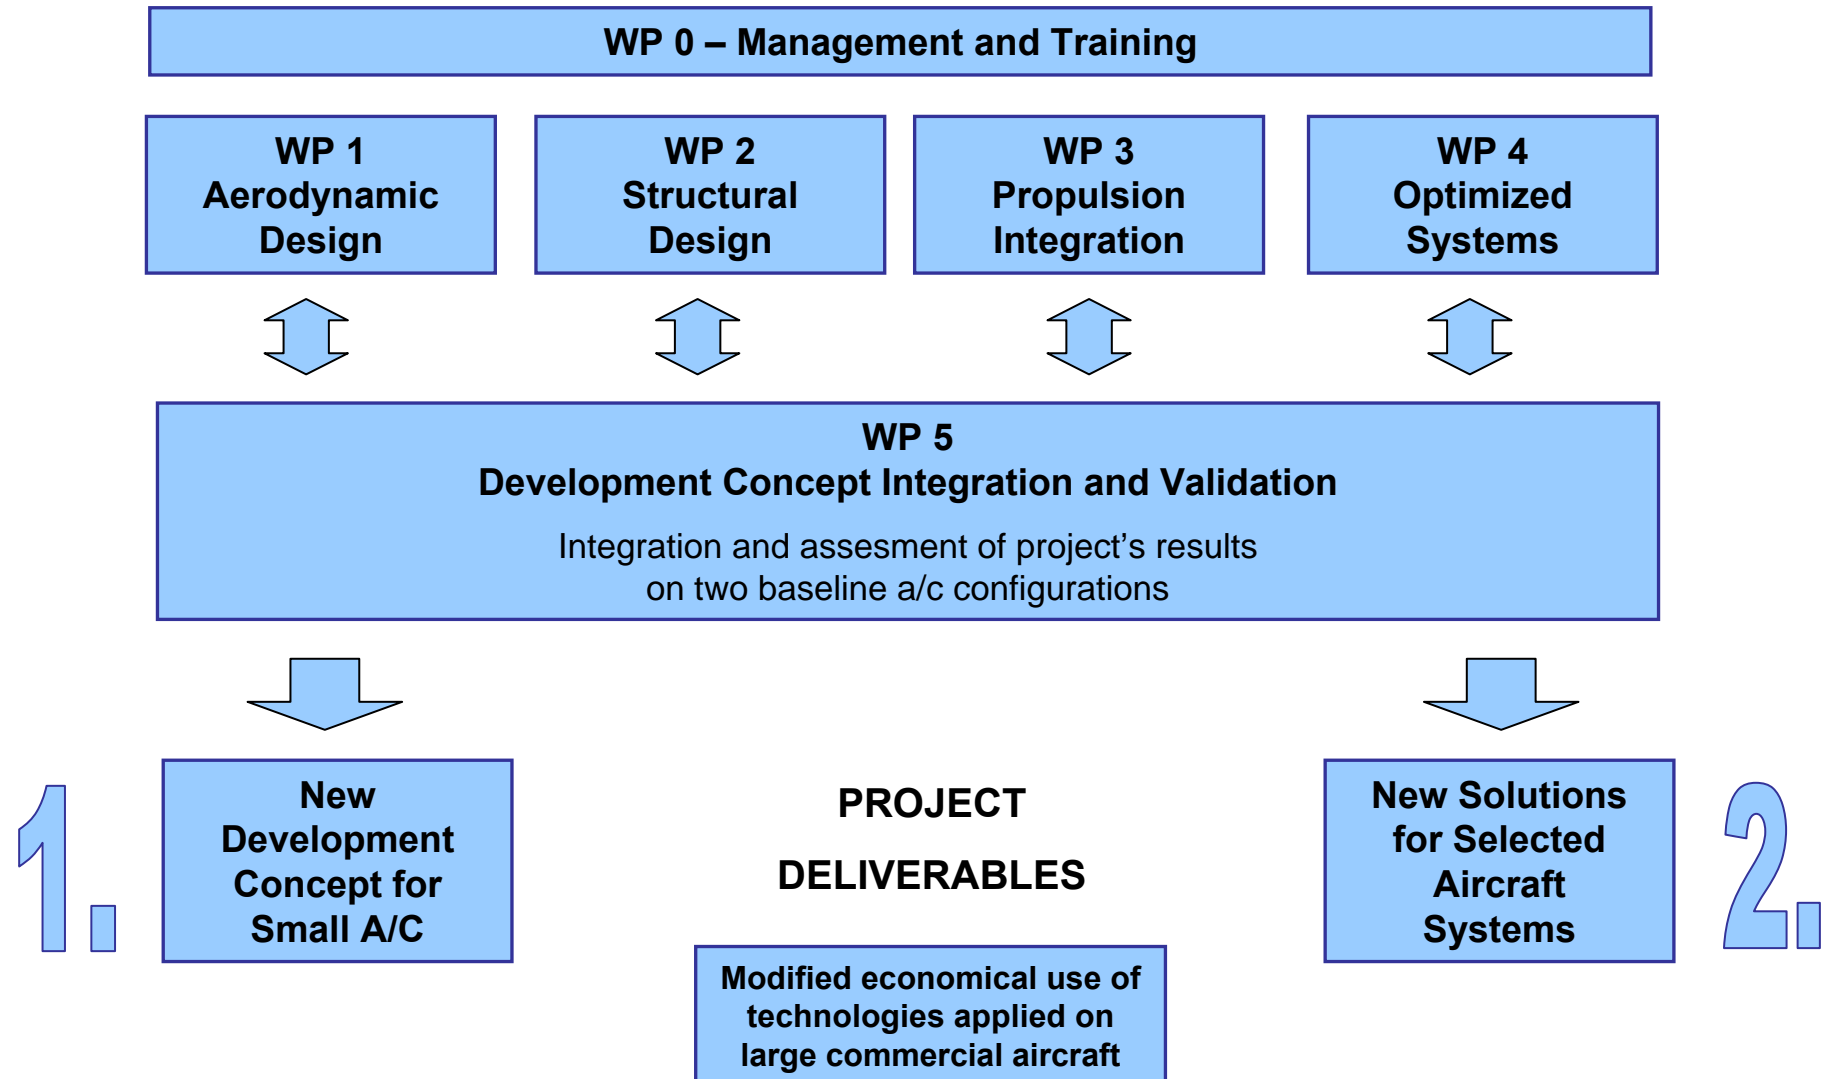 WP 0 – Management and Training
WP 1
Aerodynamic
Design
WP 2
Structural
Design
WP 3
Propulsion
Integration
WP 4
Optimized
Systems
WP 5
Development Concept Integration and Validation
Integration and assesment of project's results
on two baseline a/c configurations
1.
New
Development
Concept for
Small A/C
PROJECT
DELIVERABLES
Modified economical use of
technologies applied on
large commercial aircraft
New Solutions
for Selected
Aircraft
Systems
2.